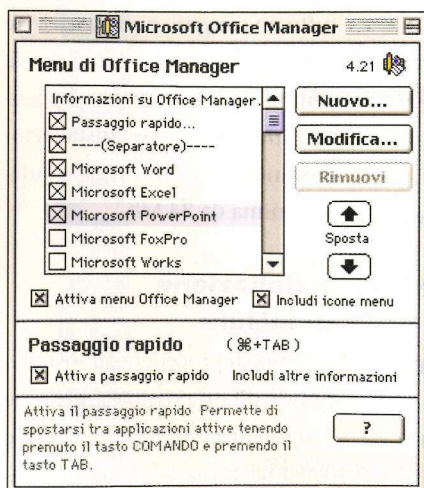 Microsoft Office Manager
Menu di Office Manager
4.21
Informazioni su Office Manager.
Passaggio rapido...
----(Separatore)----
Microsoft Word
Microsoft Excel
Microsoft PowerPoint
Microsoft FoxPro
Microsoft Works
Nuovo...
Modifica...
Rimuovi
Sposta
Attiva menu Office Manager
Includi icone menu
Passaggio rapido
(⌘+TAB)
Attiva passaggio rapido
Includi altre informazioni
Attiva il passaggio rapido Permette di
spostarsi tra applicazioni attive tenendo
premuto il tasto COMANDO e premendo il
tasto TAB.
?